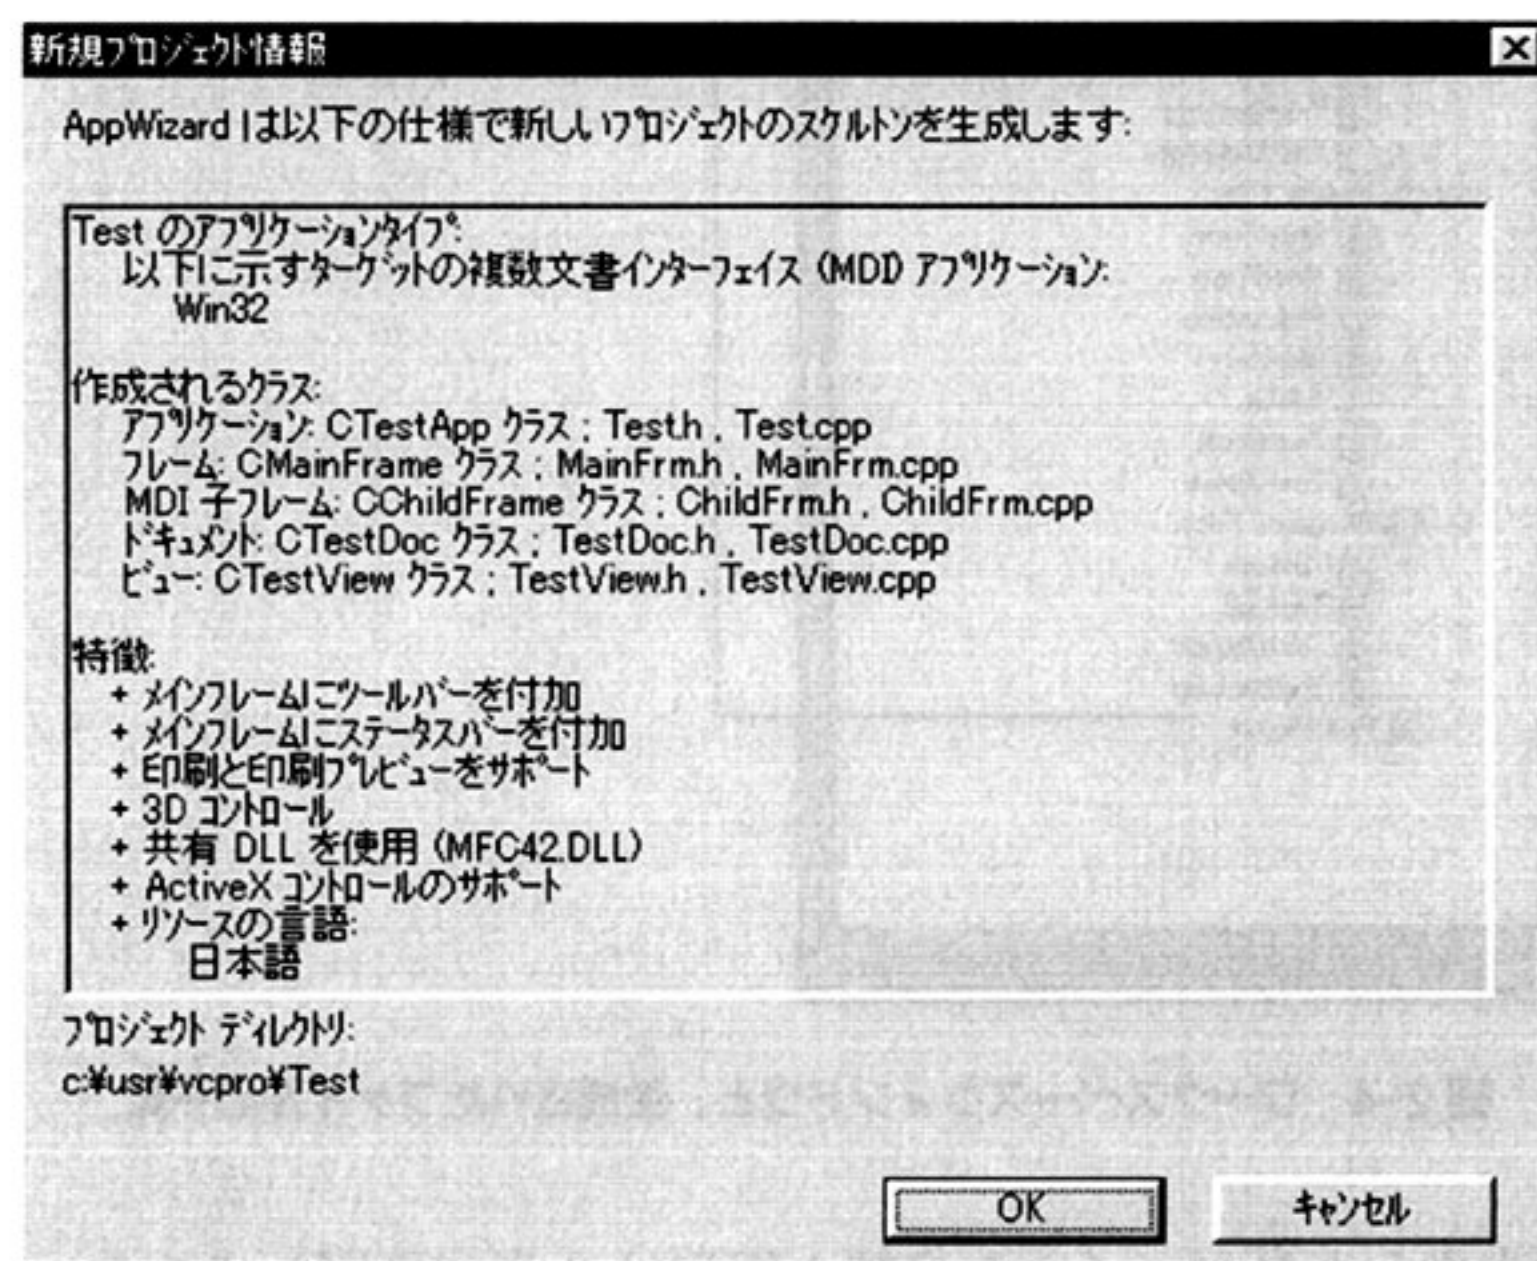 新規プロジェクト情報
AppWizard は以下の仕様で新しいプロジェクトのスケルトンを生成します:
Test のアプリケーションタイプ:
以下に示すターゲットの複数文書インターフェイス (MDI) アプリケーション:
Win32
作成されるクラス:
アプリケーション: CTestApp クラス ; Test.h , Test.cpp
フレーム: CMainFrame クラス ; MainFrm.h , MainFrm.cpp
MDI 子フレーム: CChildFrame クラス ; ChildFrm.h , ChildFrm.cpp
ドキュメント: CTestDoc クラス ; TestDoc.h , TestDoc.cpp
ビュー: CTestView クラス ; TestView.h , TestView.cpp
特徴:
+ メインフレームにツールバーを付加
+ メインフレームにステータスバーを付加
+ 印刷と印刷プレビューをサポート
+ 3D コントロール
+ 共有 DLL を使用 (MFC42.DLL)
+ ActiveX コントロールのサポート
+ リソースの言語:
日本語
プロジェクト ディレクトリ:
c:¥usr¥vcpro¥Test
OK
キャンセル